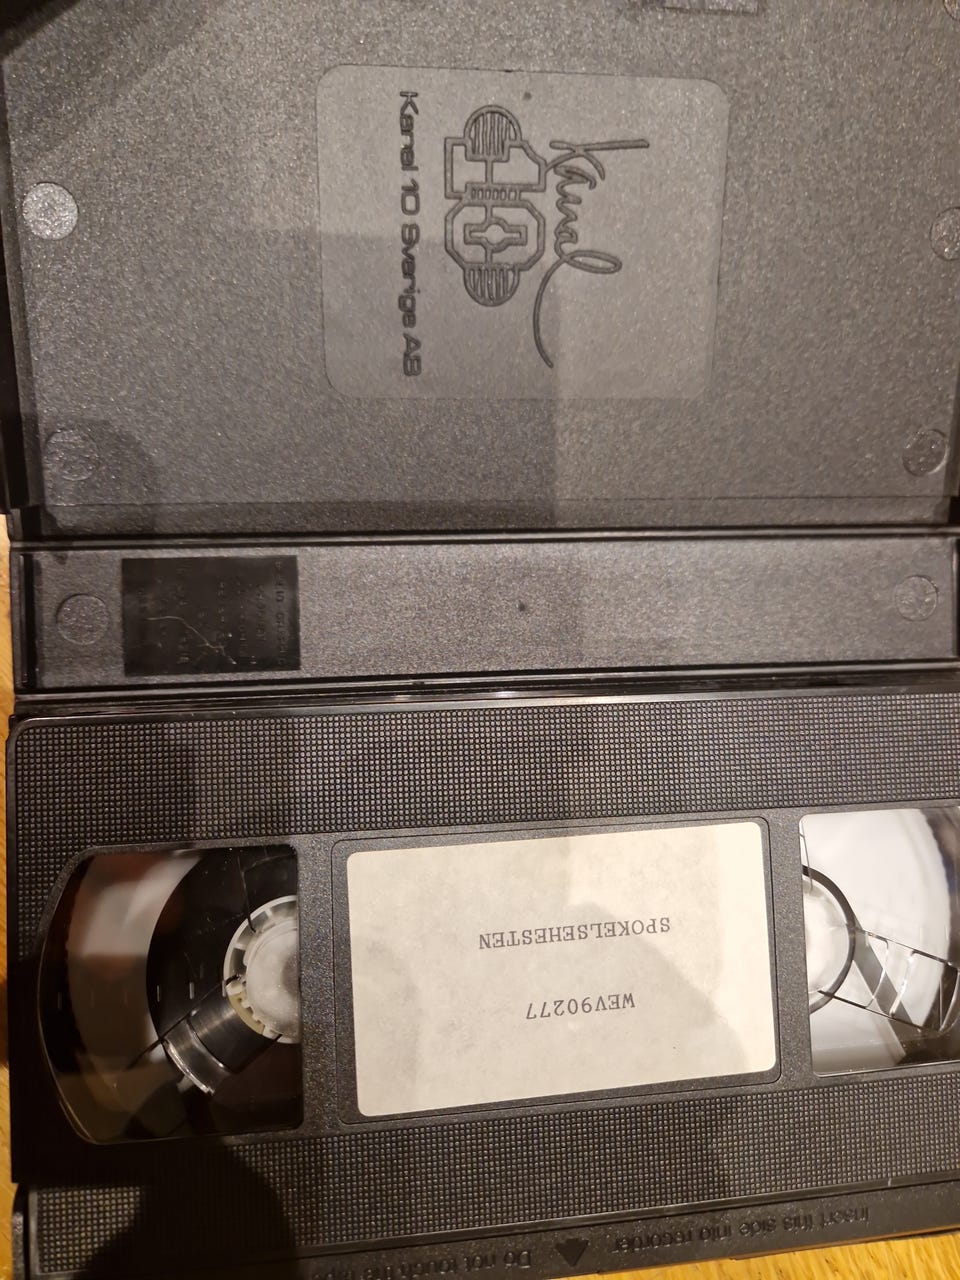 Kanal
10
Kanal 10 Sverige AB
SPOKELSEHESTEN
WEV90277
Insert this side into recorder
Do not touch the tape